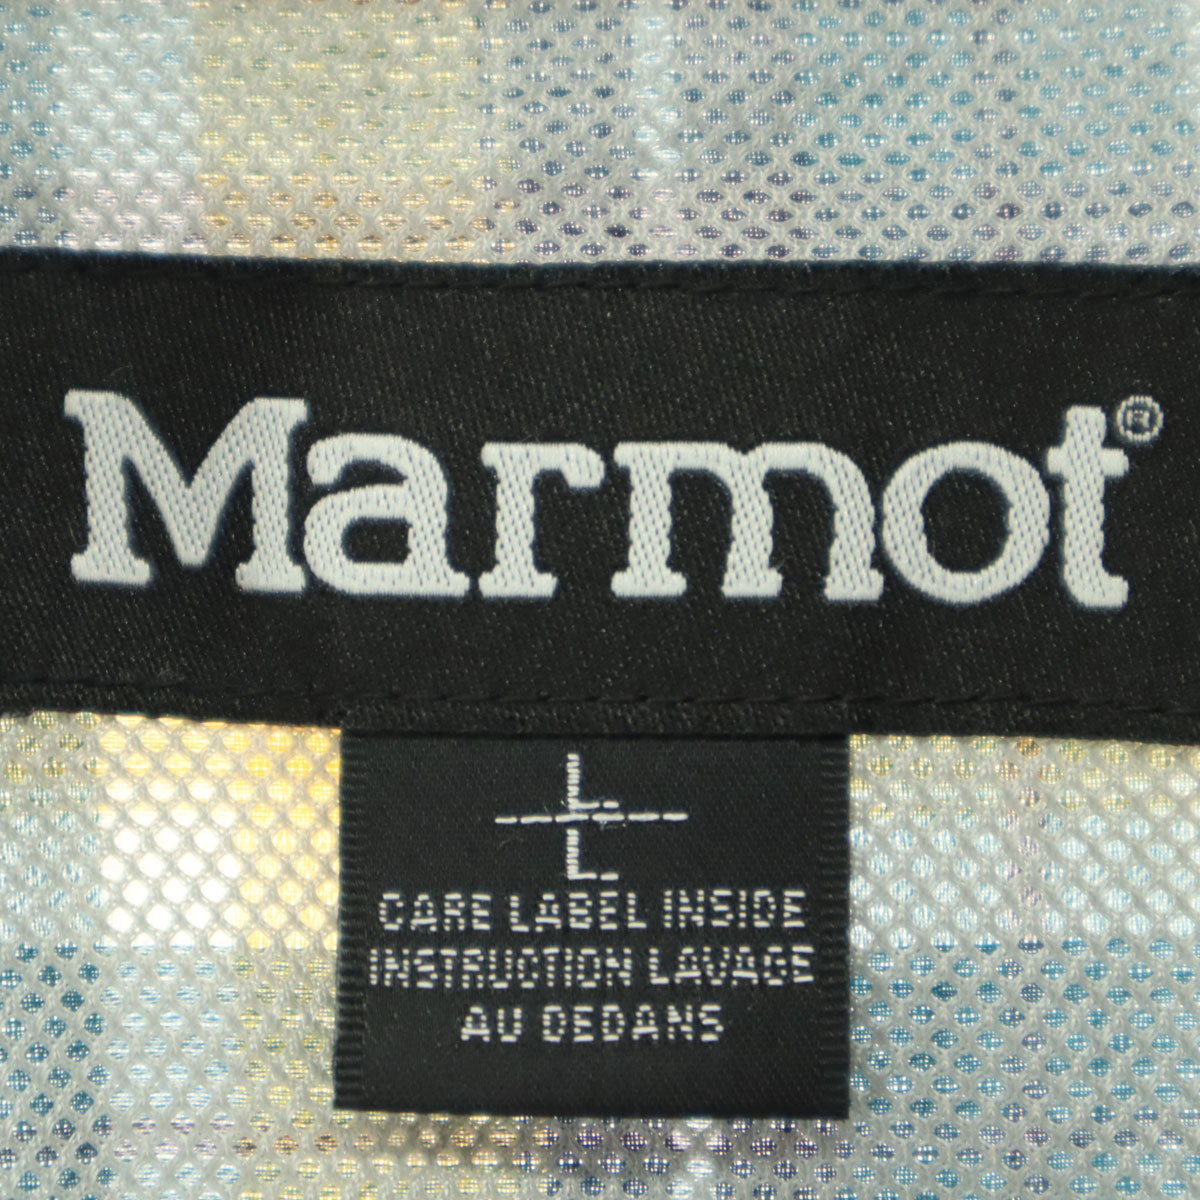 Marmot®
L
CARE LABEL INSIDE
INSTRUCTION LAVAGE
AU DEDANS